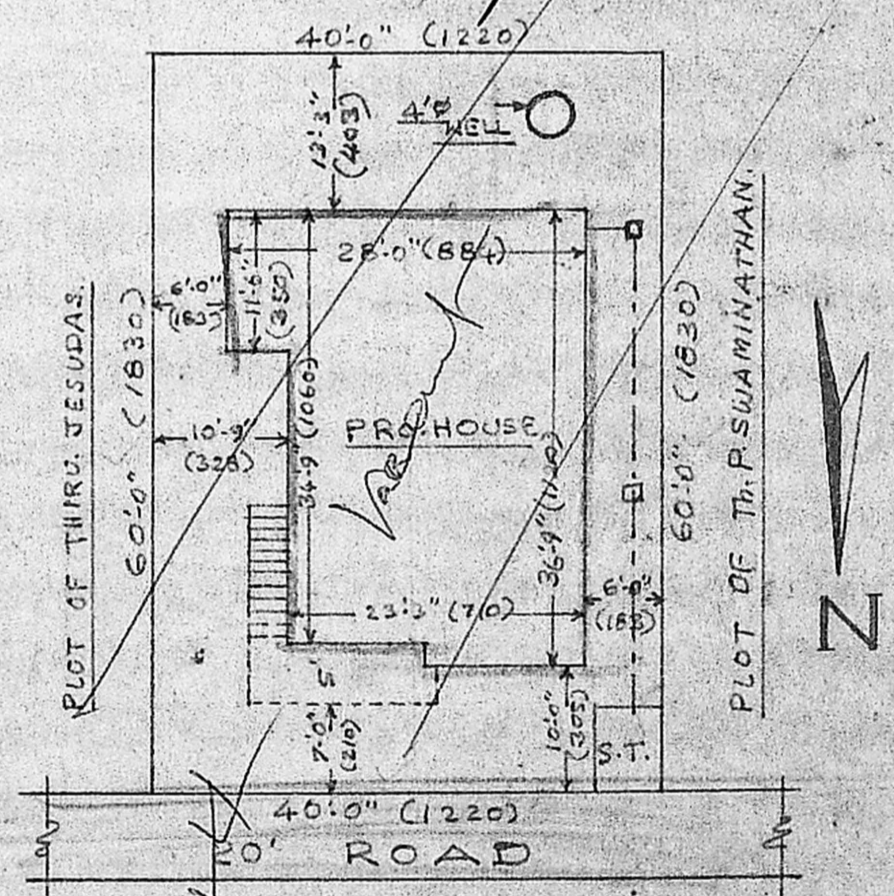 40'-0" (1220)
13'-3"
(403)
4'Ø
WELL
28'-0" (884)
11'-6"
(350)
6'-0"
(183)
60'-0" (1830)
PLOT OF THIRU. JESUDAS.
10'-9"
(328)
34'-9" (1060)
PRO.HOUSE
36'-9" (1120)
60'-0" (1830)
PLOT OF Th.P.SWAMINATHAN.
N
23'-3" (710)
6'-0"
(183)
5'
7'-0"
(210)
10'-0"
(305)
S.T.
40'-0" (1220)
20' ROAD